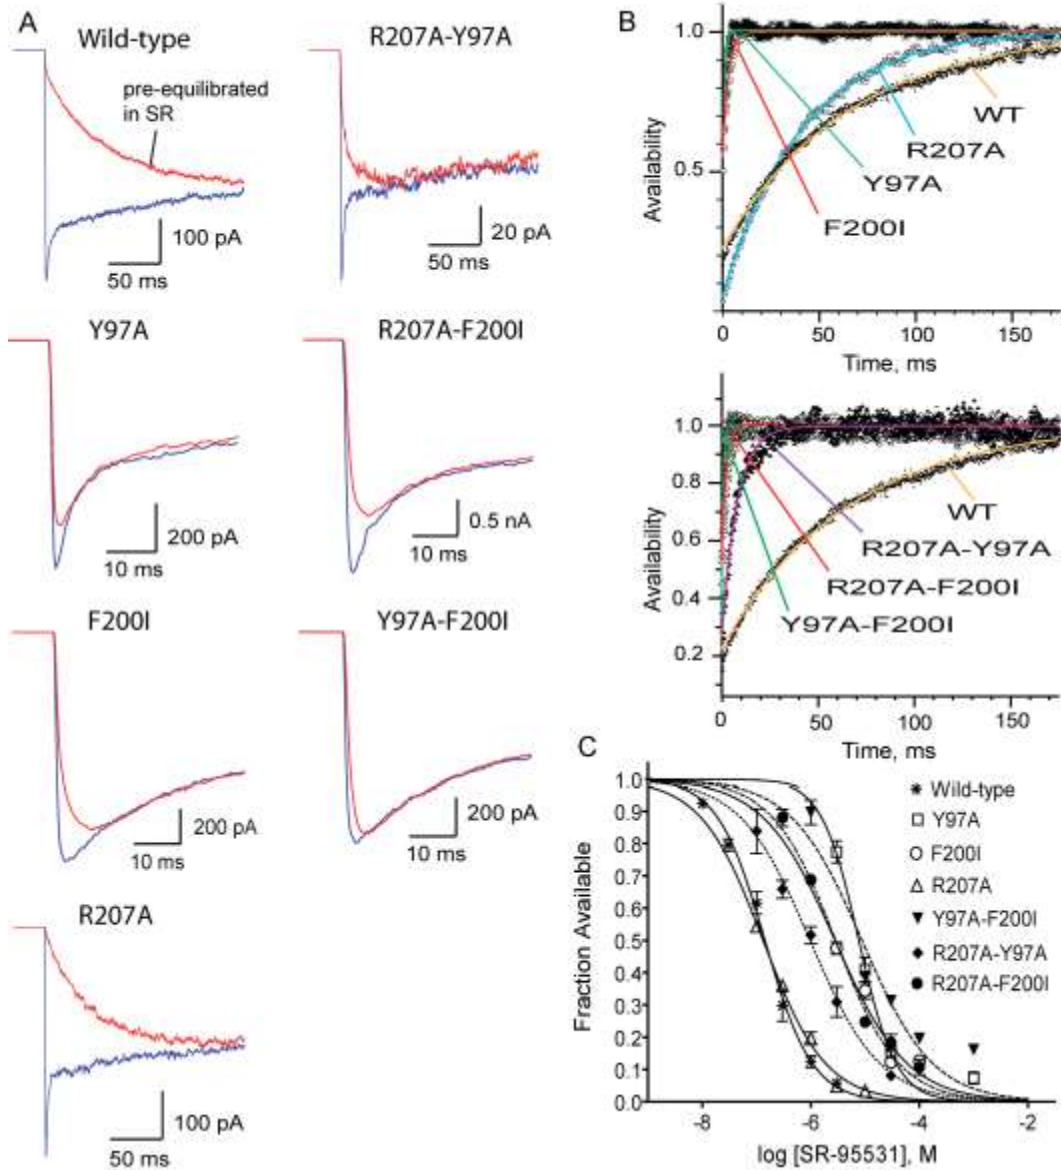 A
Wild-type
pre-equilibrated
in SR
100 pA
50 ms
R207A-Y97A
20 pA
50 ms
Y97A
200 pA
10 ms
R207A-F200I
0.5 nA
10 ms
F200I
200 pA
10 ms
Y97A-F200I
200 pA
10 ms
R207A
100 pA
50 ms
B
1.0
0.5
Availability
WT
R207A
Y97A
F200I
0
50
100
150
Time, ms
1.0
0.8
0.6
0.4
0.2
Availability
WT
R207A-Y97A
R207A-F200I
Y97A-F200I
0
50
100
150
Time, ms
C
1.0
0.9
0.8
0.7
0.6
0.5
0.4
0.3
0.2
0.1
0.0
Fraction Available
Wild-type
Y97A
F200I
R207A
Y97A-F200I
R207A-Y97A
R207A-F200I
-8
-6
-4
-2
log [SR-95531], M